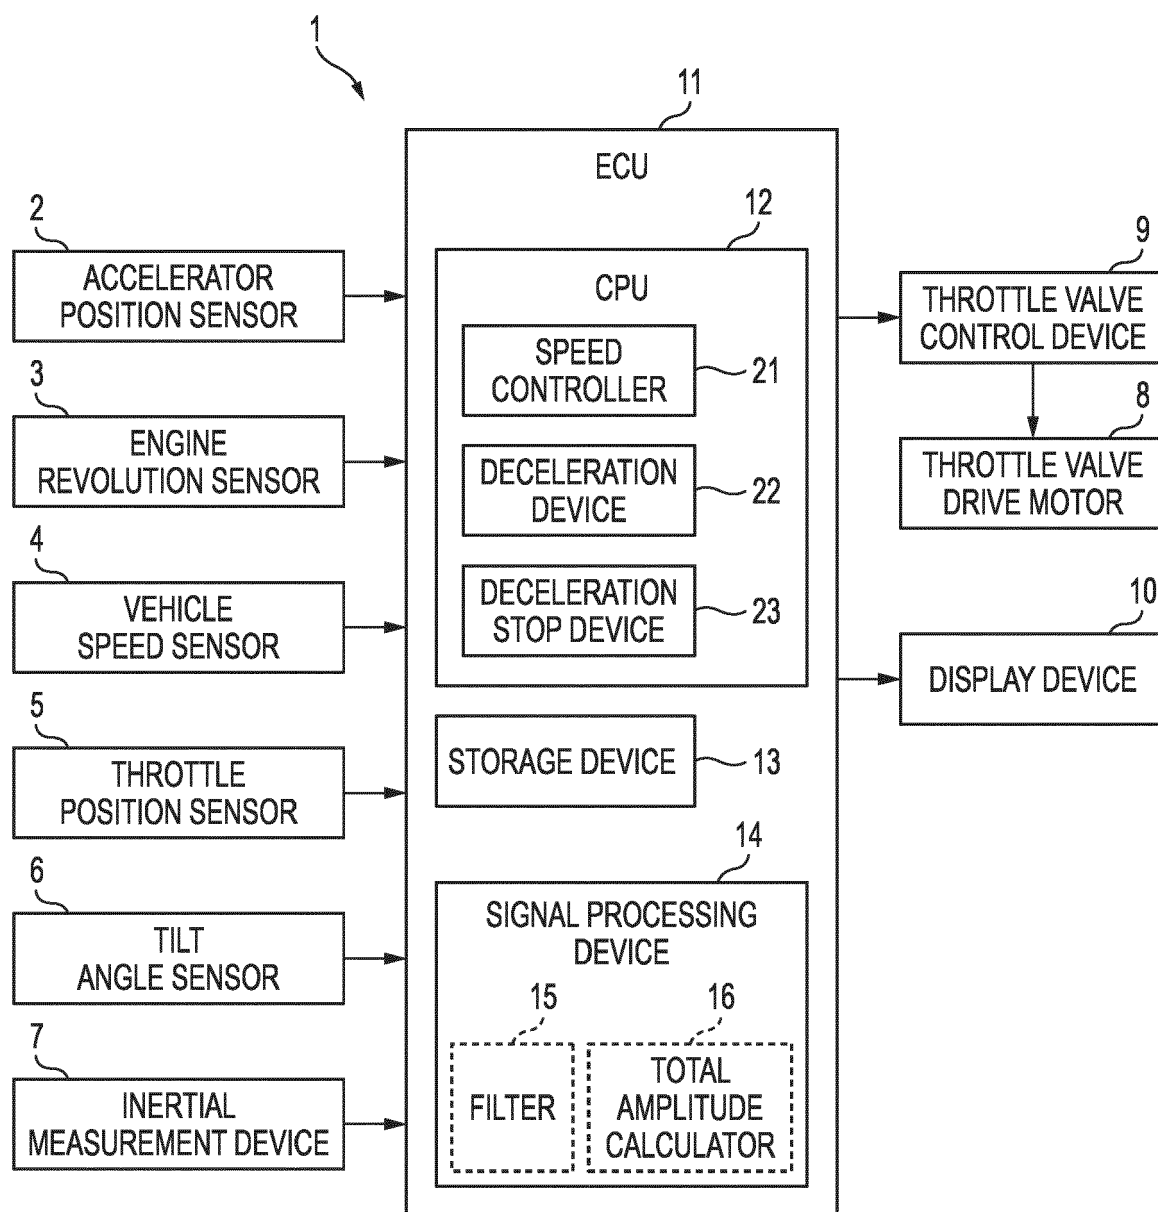 1
11
ECU
2
ACCELERATOR
POSITION SENSOR
3
ENGINE
REVOLUTION SENSOR
4
VEHICLE
SPEED SENSOR
5
THROTTLE
POSITION SENSOR
6
TILT
ANGLE SENSOR
7
INERTIAL
MEASUREMENT DEVICE
12
CPU
SPEED
CONTROLLER
21
DECELERATION
DEVICE
22
DECELERATION
STOP DEVICE
23
STORAGE DEVICE
13
14
SIGNAL PROCESSING
DEVICE
15
FILTER
16
TOTAL
AMPLITUDE
CALCULATOR
9
THROTTLE VALVE
CONTROL DEVICE
8
THROTTLE VALVE
DRIVE MOTOR
10
DISPLAY DEVICE